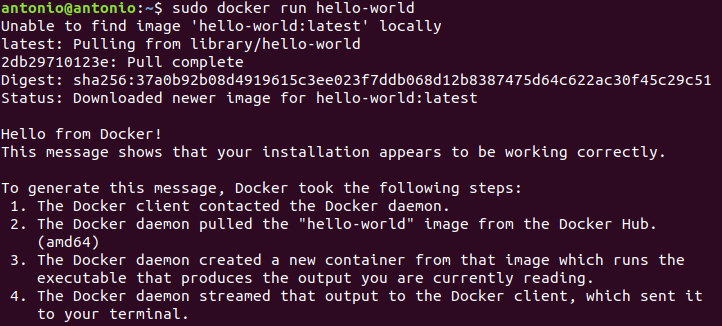 antonio@antonio:~$ sudo docker run hello-world
Unable to find image 'hello-world:latest' locally
latest: Pulling from library/hello-world
2db29710123e: Pull complete
Digest: sha256:37a0b92b08d4919615c3ee023f7ddb068d12b8387475d64c622ac30f45c29c51
Status: Downloaded newer image for hello-world:latest

Hello from Docker!
This message shows that your installation appears to be working correctly.

To generate this message, Docker took the following steps:
 1. The Docker client contacted the Docker daemon.
 2. The Docker daemon pulled the "hello-world" image from the Docker Hub.
    (amd64)
 3. The Docker daemon created a new container from that image which runs the
    executable that produces the output you are currently reading.
 4. The Docker daemon streamed that output to the Docker client, which sent it
    to your terminal.